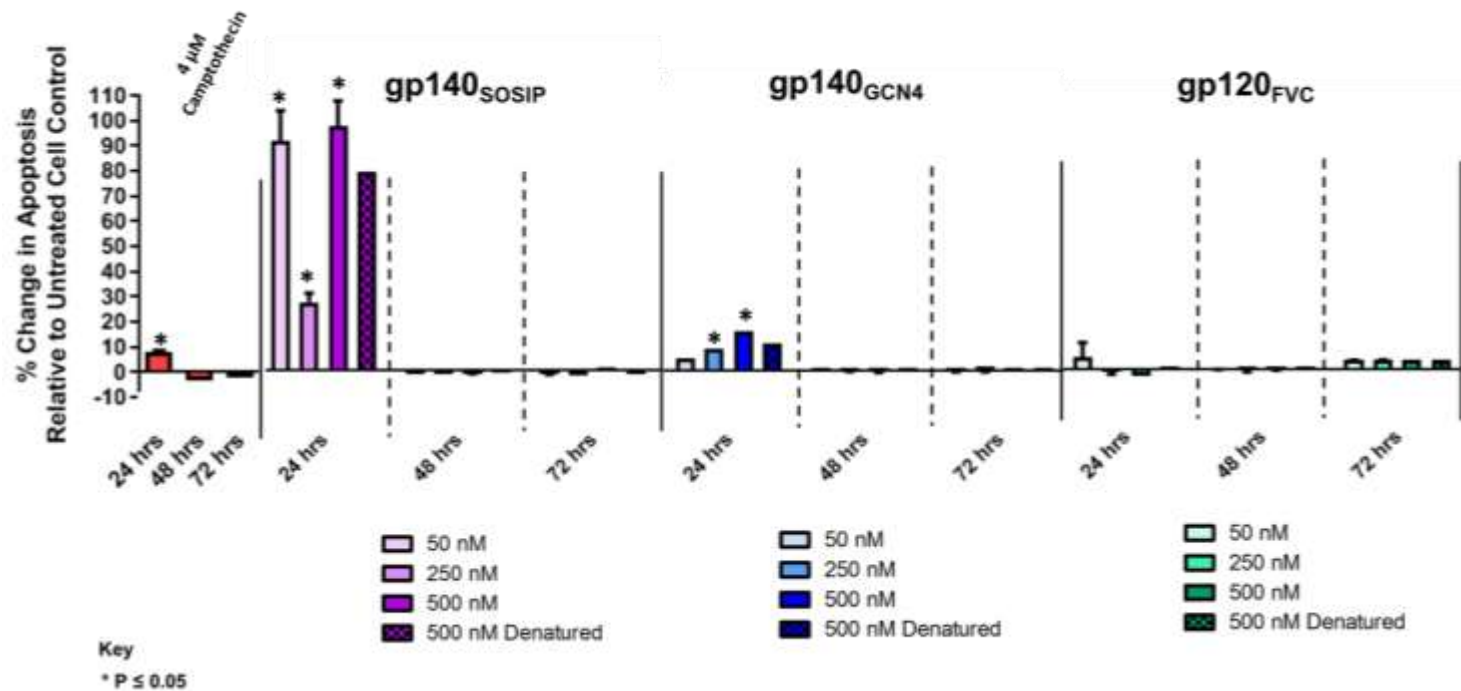 4 µM
Camptothecin
gp140SOSIP
gp140GCN4
gp120FVC
% Change in Apoptosis
Relative to Untreated Cell Control
110
100
90
80
70
60
50
40
30
20
10
0
-10
*
*
*
*
*
*
24 hrs
48 hrs
72 hrs
24 hrs
48 hrs
72 hrs
24 hrs
48 hrs
72 hrs
24 hrs
48 hrs
72 hrs
50 nM
250 nM
500 nM
500 nM Denatured
50 nM
250 nM
500 nM
500 nM Denatured
50 nM
250 nM
500 nM
500 nM Denatured
Key
* P ≤ 0.05